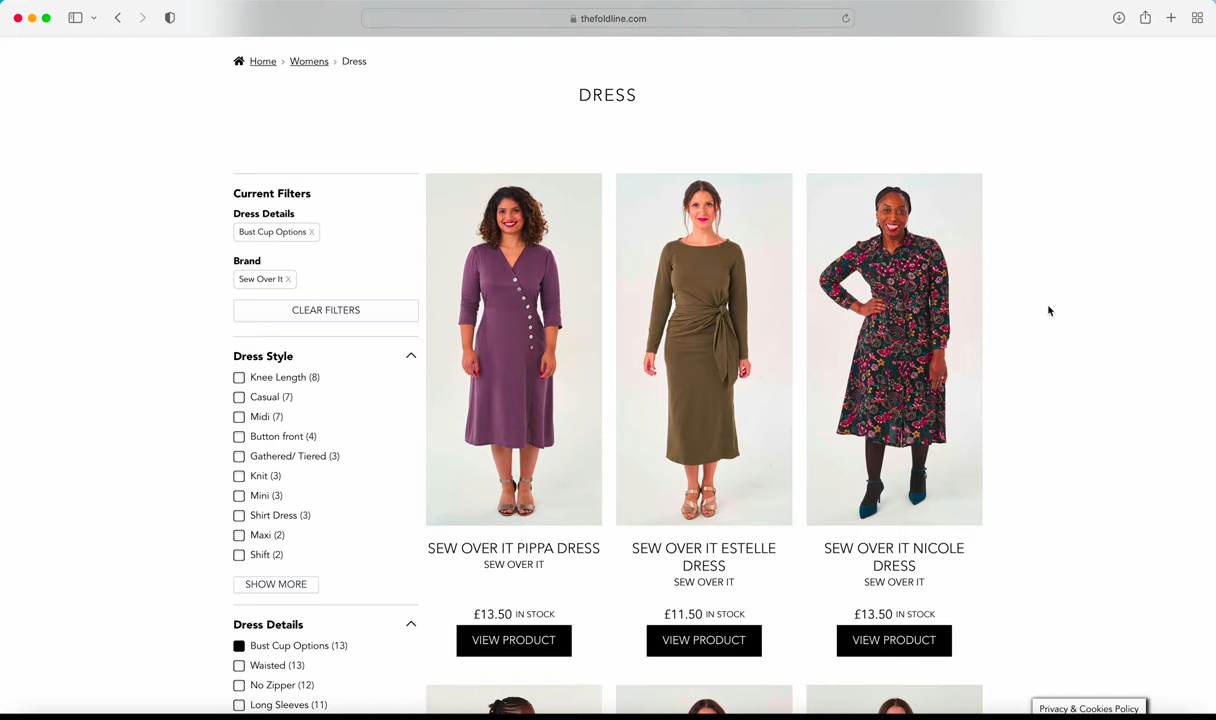 thefoldline.com
Home > Womens > Dress
DRESS
Current Filters
Dress Details
Bust Cup Options X
Brand
Sew Over It X
CLEAR FILTERS
Dress Style
Knee Length (8)
Casual (7)
Midi (7)
Button front (4)
Gathered/ Tiered (3)
Knit (3)
Mini (3)
Shirt Dress (3)
Maxi (2)
Shift (2)
SHOW MORE
Dress Details
Bust Cup Options (13)
Waisted (13)
No Zipper (12)
Long Sleeves (11)
SEW OVER IT PIPPA DRESS
SEW OVER IT
£13.50 IN STOCK
VIEW PRODUCT
SEW OVER IT ESTELLE
DRESS
SEW OVER IT
£11.50 IN STOCK
VIEW PRODUCT
SEW OVER IT NICOLE
DRESS
SEW OVER IT
£13.50 IN STOCK
VIEW PRODUCT
Privacy & Cookies Policy